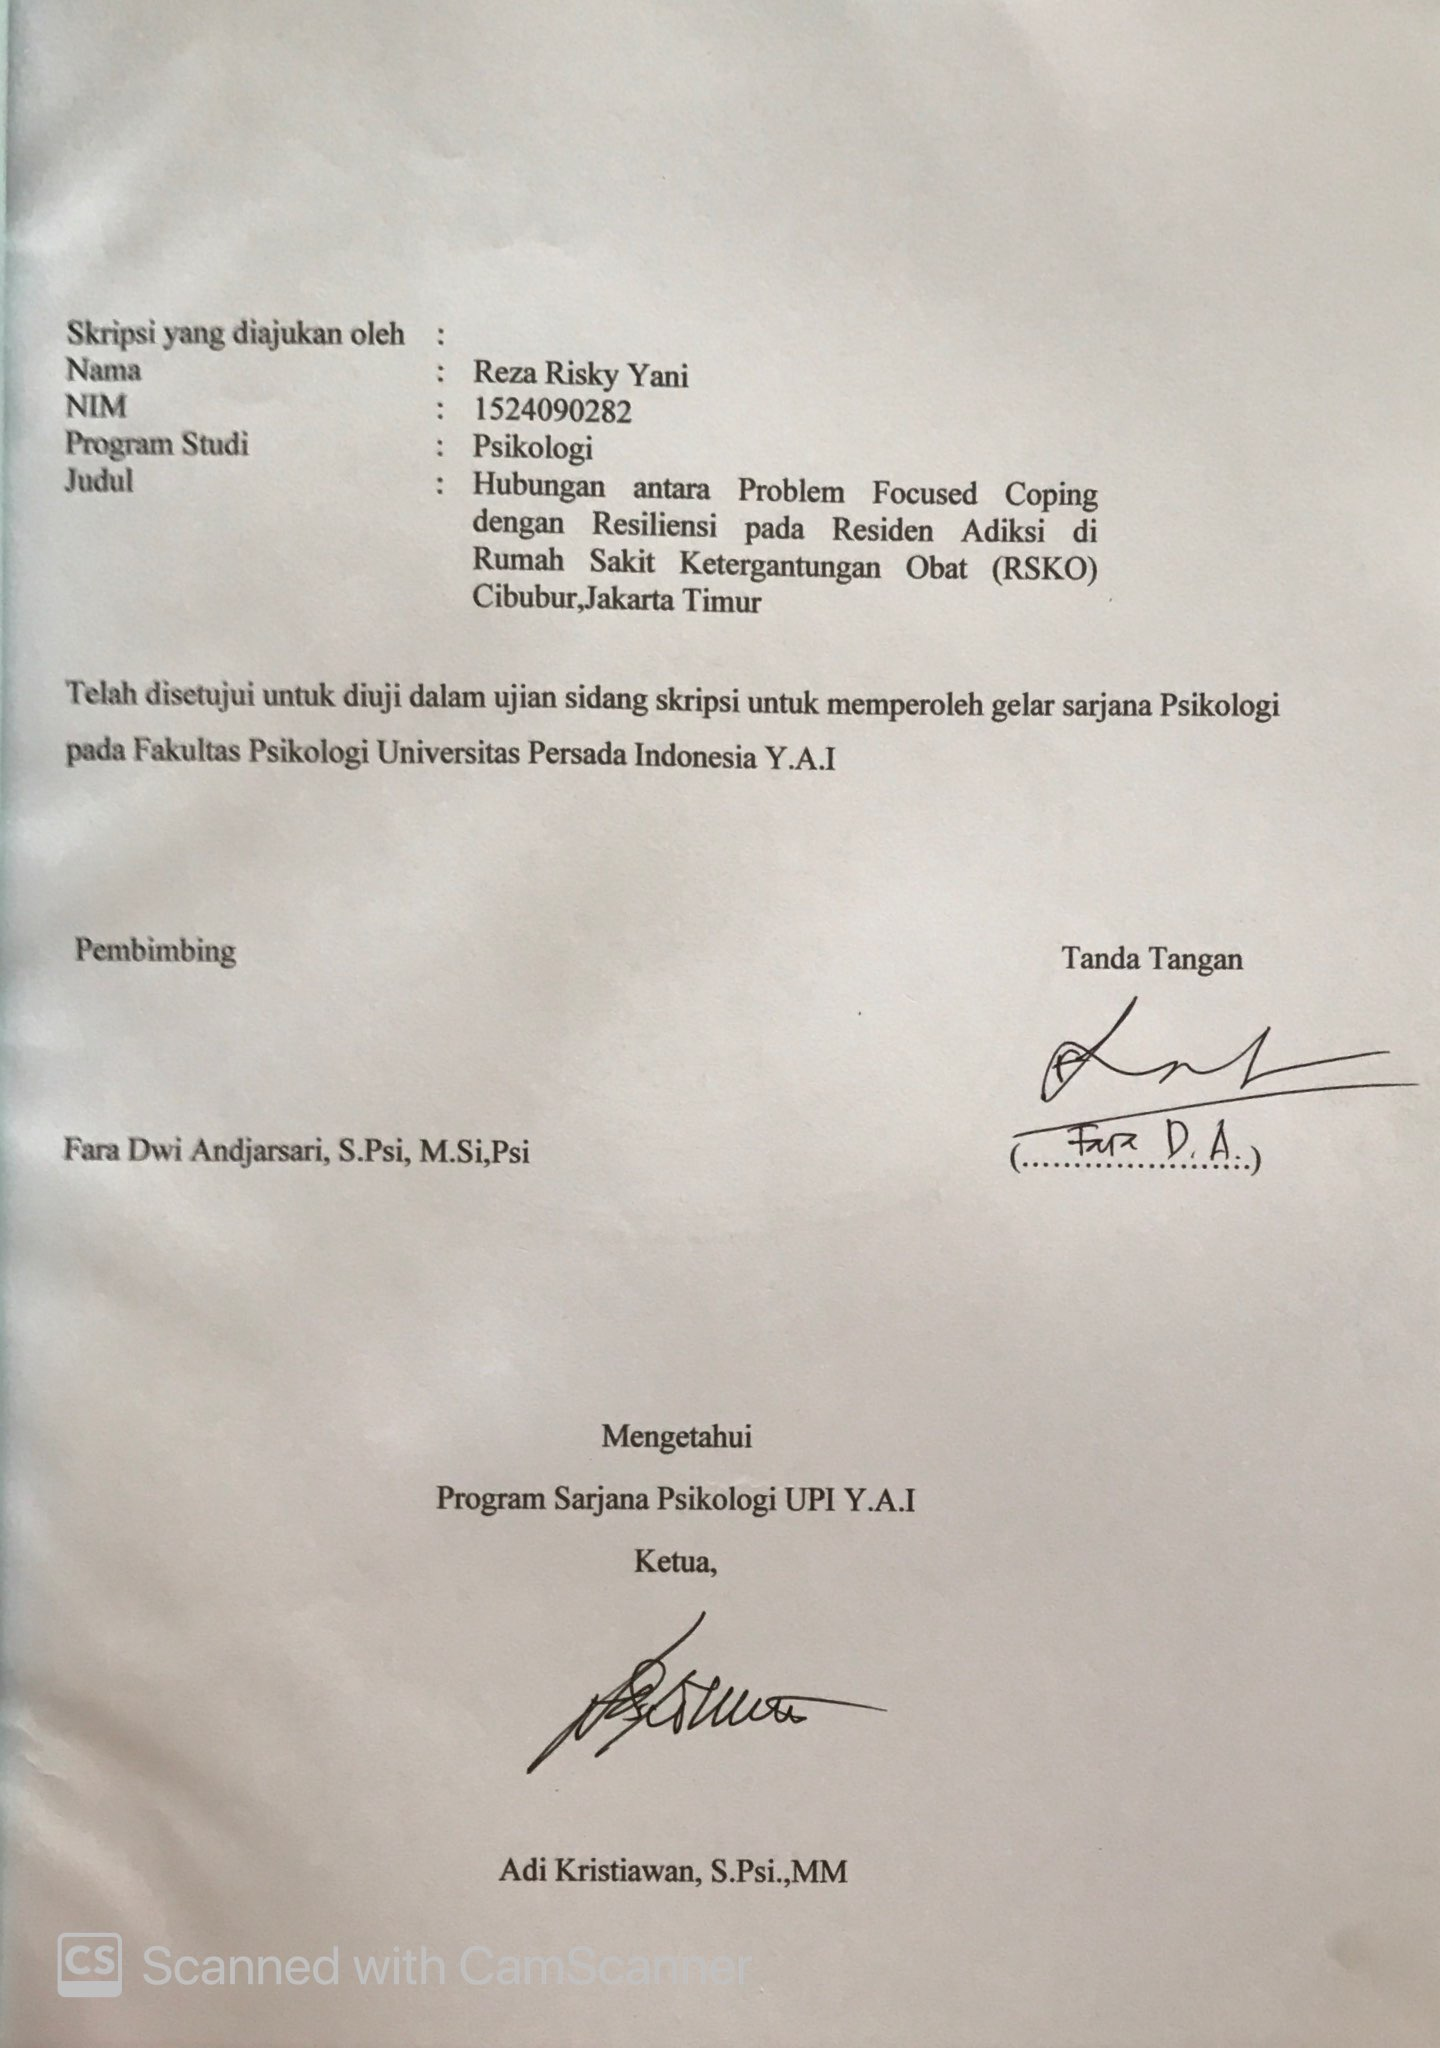 Skripsi yang diajukan oleh :
Nama : Reza Risky Yani
NIM : 1524090282
Program Studi : Psikologi
Judul : Hubungan antara Problem Focused Coping
dengan Resiliensi pada Residen Adiksi di
Rumah Sakit Ketergantungan Obat (RSKO)
Cibubur,Jakarta Timur
Telah disetujui untuk diuji dalam ujian sidang skripsi untuk memperoleh gelar sarjana Psikologi
pada Fakultas Psikologi Universitas Persada Indonesia Y.A.I
Pembimbing Tanda Tangan
Fara Dwi Andjarsari, S.Psi, M.Si,Psi (Fara D. A.)
Mengetahui
Program Sarjana Psikologi UPI Y.A.I
Ketua,
Adi Kristiawan, S.Psi.,MM
CS Scanned with CamScanner